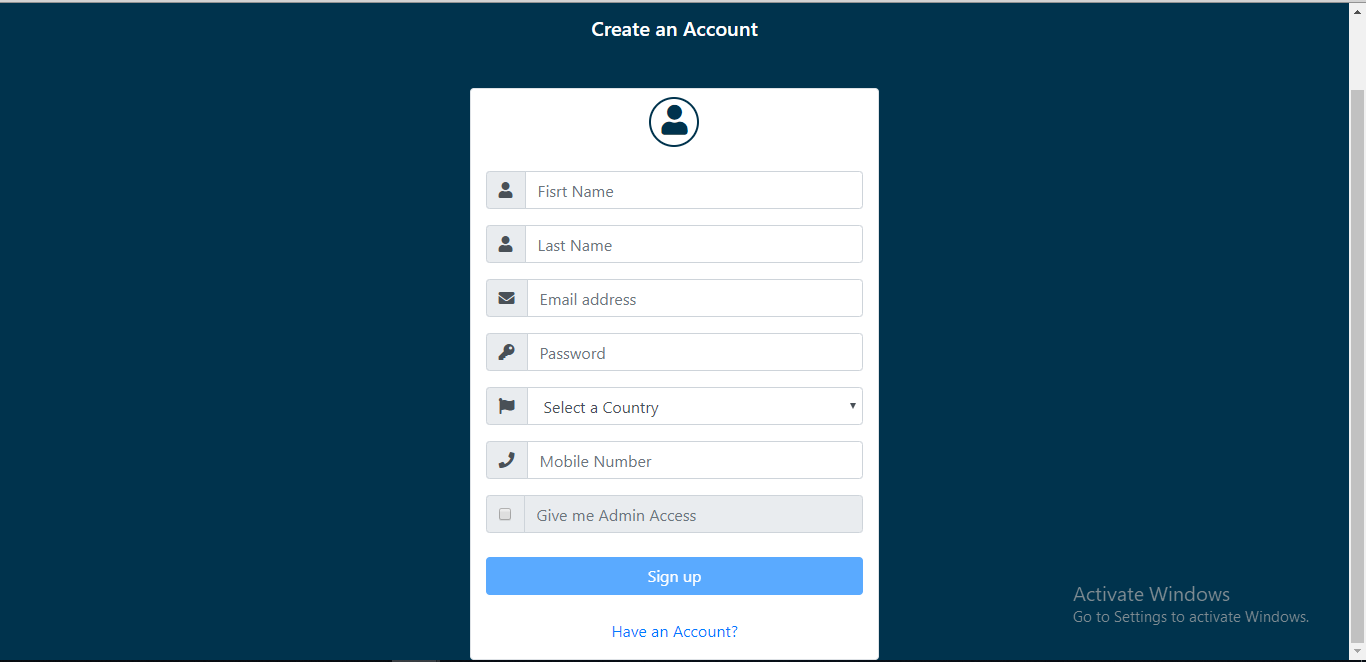 Create an Account
Fisrt Name
Last Name
Email address
Password
Select a Country
Mobile Number
Give me Admin Access
Sign up
Have an Account?
Activate Windows
Go to Settings to activate Windows.